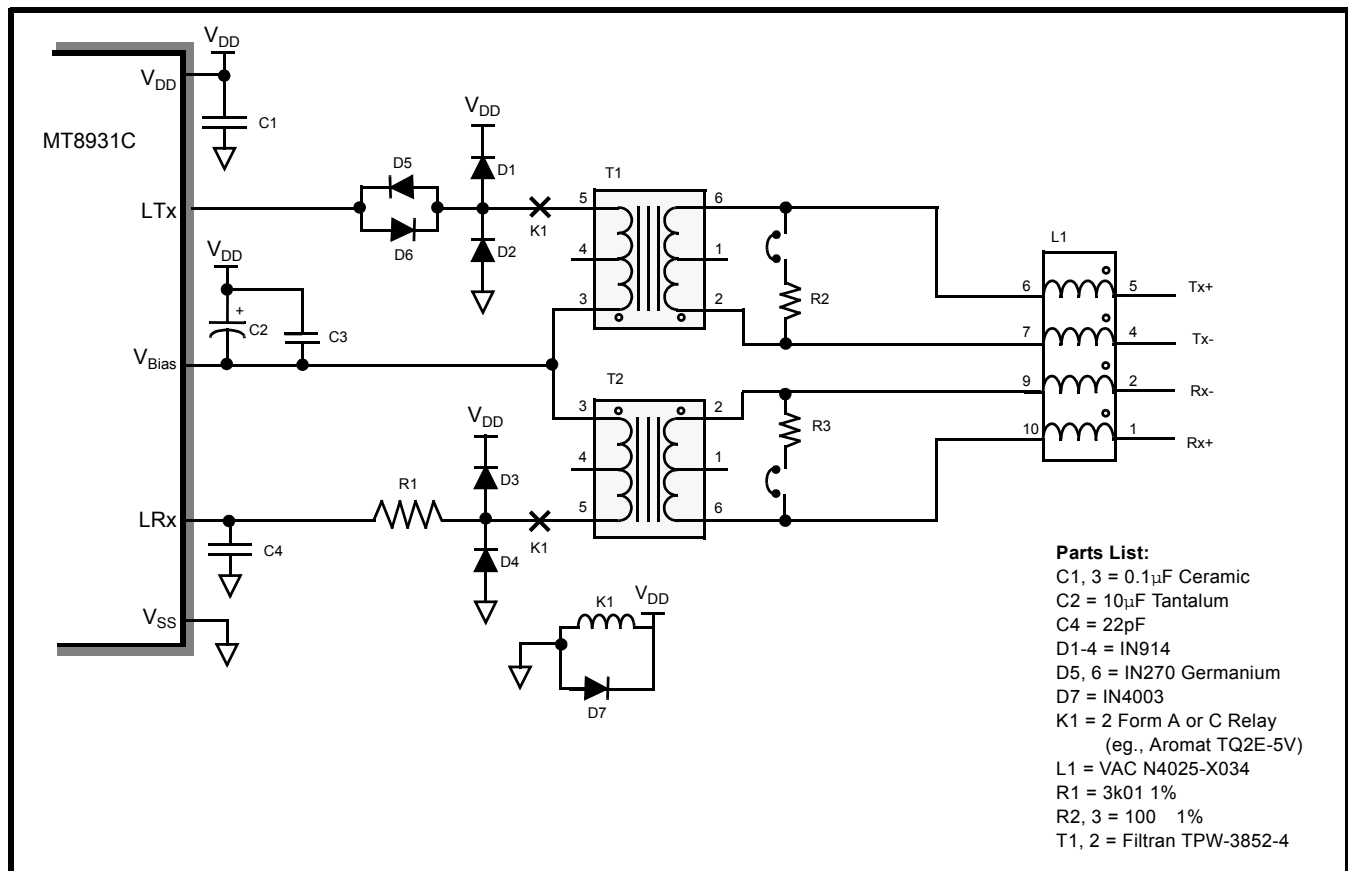 VDD
VDD
C1
MT8931C
VDD
D5
D1
T1
LTx
5
6
K1
D6
D2
4
1
R2
L1
VDD
3
2
6
5
Tx+
+
C2
C3
7
4
Tx-
VBias
T2
9
2
Rx-
3
2
R3
VDD
10
1
Rx+
4
1
R1
D3
LRx
5
6
C4
K1
D4
VSS
K1
VDD
D7
Parts List:
C1, 3 = 0.1μF Ceramic
C2 = 10μF Tantalum
C4 = 22pF
D1-4 = IN914
D5, 6 = IN270 Germanium
D7 = IN4003
K1 = 2 Form A or C Relay
(eg., Aromat TQ2E-5V)
L1 = VAC N4025-X034
R1 = 3k01 1%
R2, 3 = 100 1%
T1, 2 = Filtran TPW-3852-4